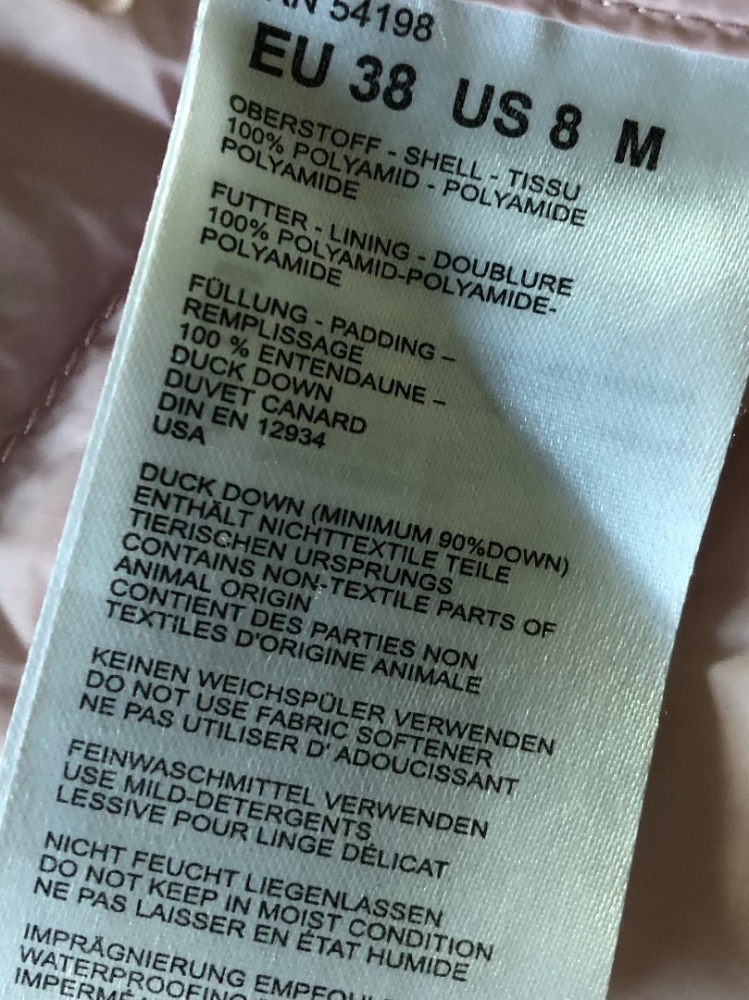 54198
EU 38 US 8 M
OBERSTOFF - SHELL - TISSU
100% POLYAMID - POLYAMIDE
POLYAMIDE
FUTTER - LINING - DOUBLURE
100% POLYAMID-POLYAMIDE-
POLYAMIDE
FÜLLUNG - PADDING –
REMPLISSAGE
100 % ENTENDAUNE –
DUCK DOWN
DUVET CANARD
DIN EN 12934
USA
DUCK DOWN (MINIMUM 90%DOWN)
ENTHÄLT NICHTTEXTILE TEILE
TIERISCHEN URSPRUNGS
CONTAINS NON-TEXTILE PARTS OF
ANIMAL ORIGIN
CONTIENT DES PARTIES NON
TEXTILES D'ORIGINE ANIMALE
KEINEN WEICHSPÜLER VERWENDEN
DO NOT USE FABRIC SOFTENER
NE PAS UTILISER D' ADOUCISSANT
FEINWASCHMITTEL VERWENDEN
USE MILD-DETERGENTS
LESSIVE POUR LINGE DÉLICAT
NICHT FEUCHT LIEGENLASSEN
DO NOT KEEP IN MOIST CONDITION
NE PAS LAISSER EN ÉTAT HUMIDE
IMPRÄGNIERUNG
WATERPROOFING